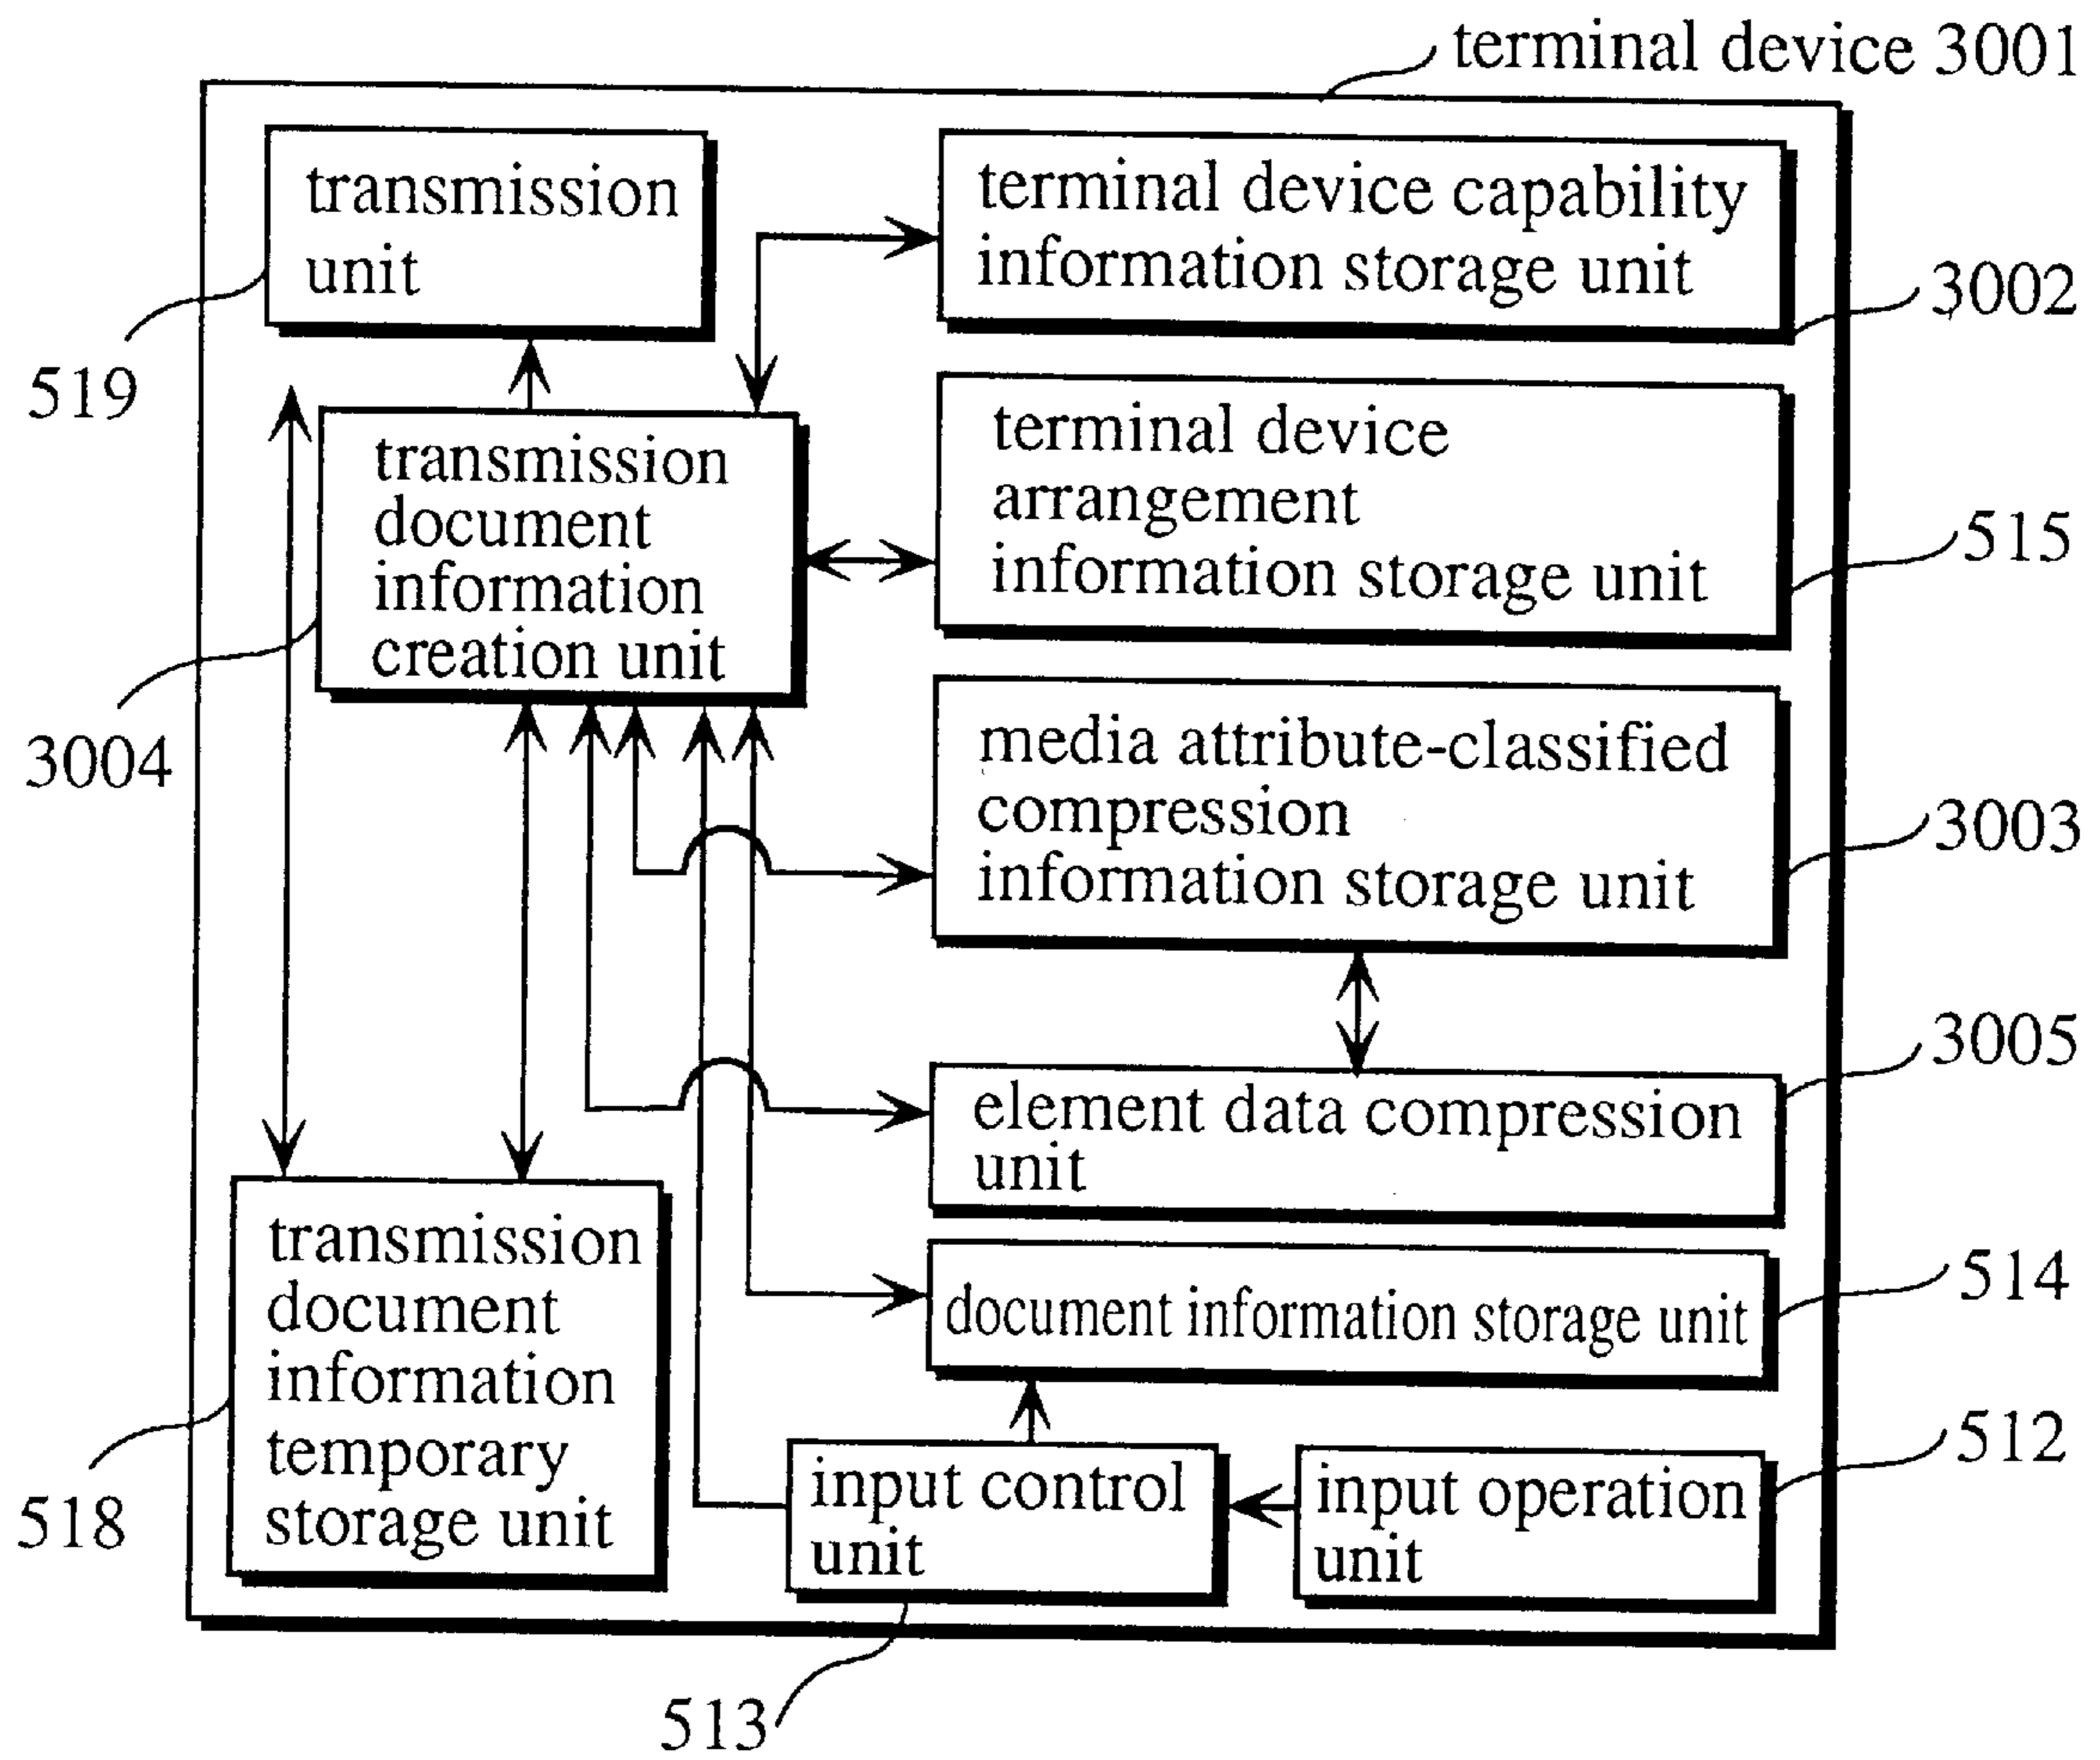 terminal device 3001
transmission
unit
519
terminal device capability
information storage unit
3002
transmission
document
information
creation unit
3004
terminal device
arrangement
information storage unit
515
media attribute-classified
compression
information storage unit
3003
element data compression
unit
3005
transmission
document
information
temporary
storage unit
518
document information storage unit
514
input control
unit
513
input operation
unit
512